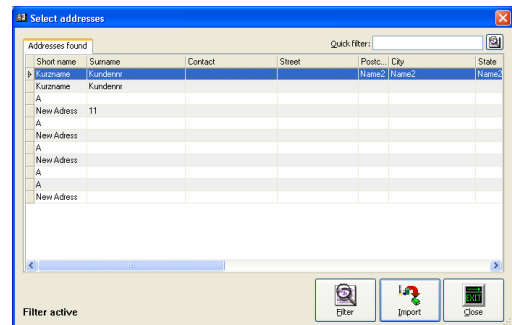 Select addresses
Addresses found
Quick filter:
Short name Surname Contact Street Postc... City State
Kurzname Kundennr Name2 Name2 Name2
Kurzname Kundennr
A
New Adress 11
A
New Adress
A
New Adress
A
A
New Adress
Filter active
Filter Import Close
EXIT